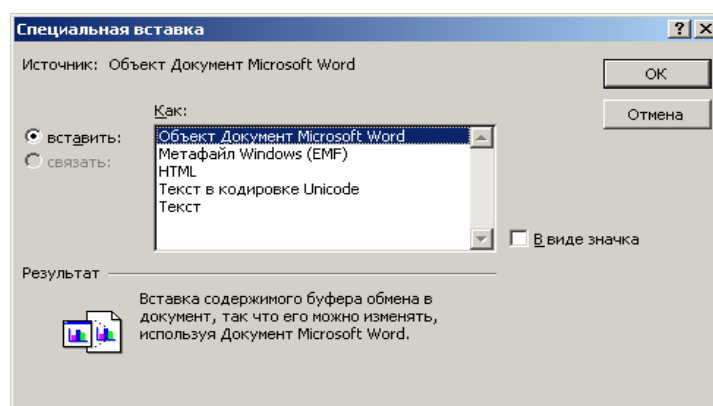 Специальная вставка
Источник: Объект Документ Microsoft Word
ОК
Отмена
Как:
вставить:
связать:
Объект Документ Microsoft Word
Метафайл Windows (EMF)
HTML
Текст в кодировке Unicode
Текст
В виде значка
Результат
Вставка содержимого буфера обмена в
документ, так что его можно изменять,
используя Документ Microsoft Word.